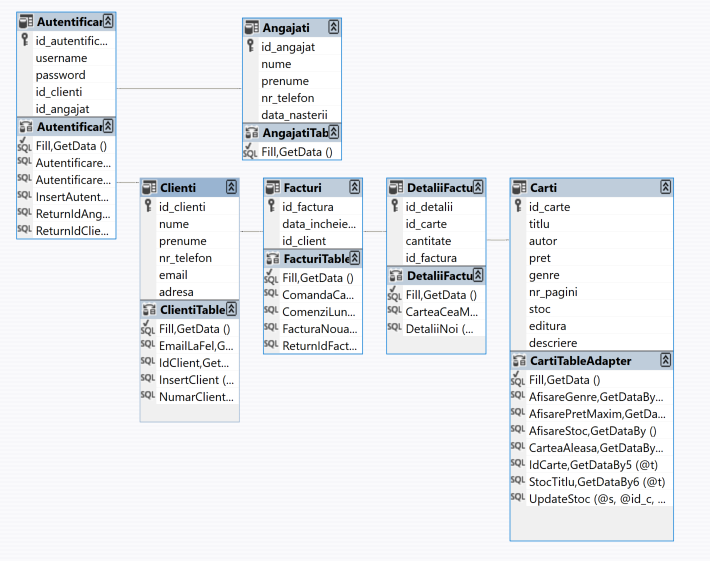 Autentificar
id_autentific...
username
password
id_clienti
id_angajat
Autentificar
Fill,GetData ()
Autentificare...
Autentificare...
InsertAutent...
ReturnIdAng...
ReturnIdClie...
Angajati
id_angajat
nume
prenume
nr_telefon
data_nasterii
AngajatiTab
Fill,GetData ()
Clienti
id_clienti
nume
prenume
nr_telefon
email
adresa
ClientiTable
Fill,GetData ()
EmailLaFel,G...
IdClient,Get...
InsertClient (...
NumarClient...
Facturi
id_factura
data_incheie...
id_client
FacturiTable
Fill,GetData ()
ComandaCa...
ComenziLun...
FacturaNoua...
ReturnIdFact...
DetaliiFactu
id_detalii
id_carte
cantitate
id_factura
DetaliiFactu
Fill,GetData ()
CarteaCeaM...
DetaliiNoi (...
Carti
id_carte
titlu
autor
pret
genre
nr_pagini
stoc
editura
descriere
CartiTableAdapter
Fill,GetData ()
AfisareGenre,GetDataBy...
AfisarePretMaxim,GetDa...
AfisareStoc,GetDataBy ()
CarteaAleasa,GetDataBy...
IdCarte,GetDataBy5 (@t)
StocTitlu,GetDataBy6 (@t)
UpdateStoc (@s, @id_c, ...